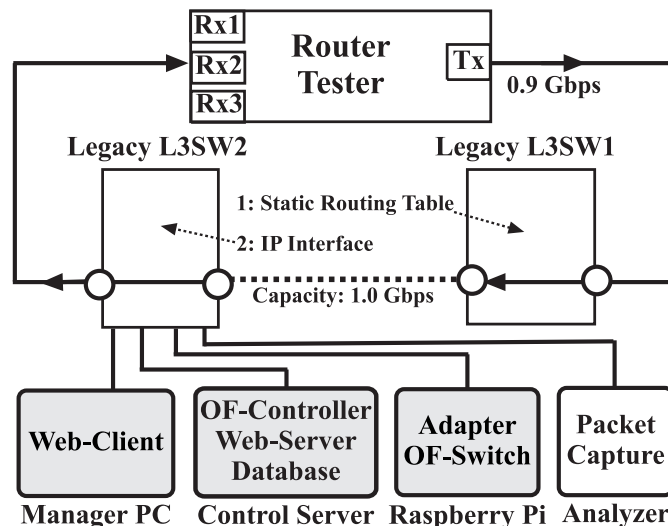 Rx1
Rx2
Rx3
Router
Tester
Tx
0.9 Gbps
Legacy L3SW2
Legacy L3SW1
1: Static Routing Table
2: IP Interface
Capacity: 1.0 Gbps
Web-Client
OF-Controller
Web-Server
Database
Adapter
OF-Switch
Packet
Capture
Manager PC
Control Server
Raspberry Pi
Analyzer